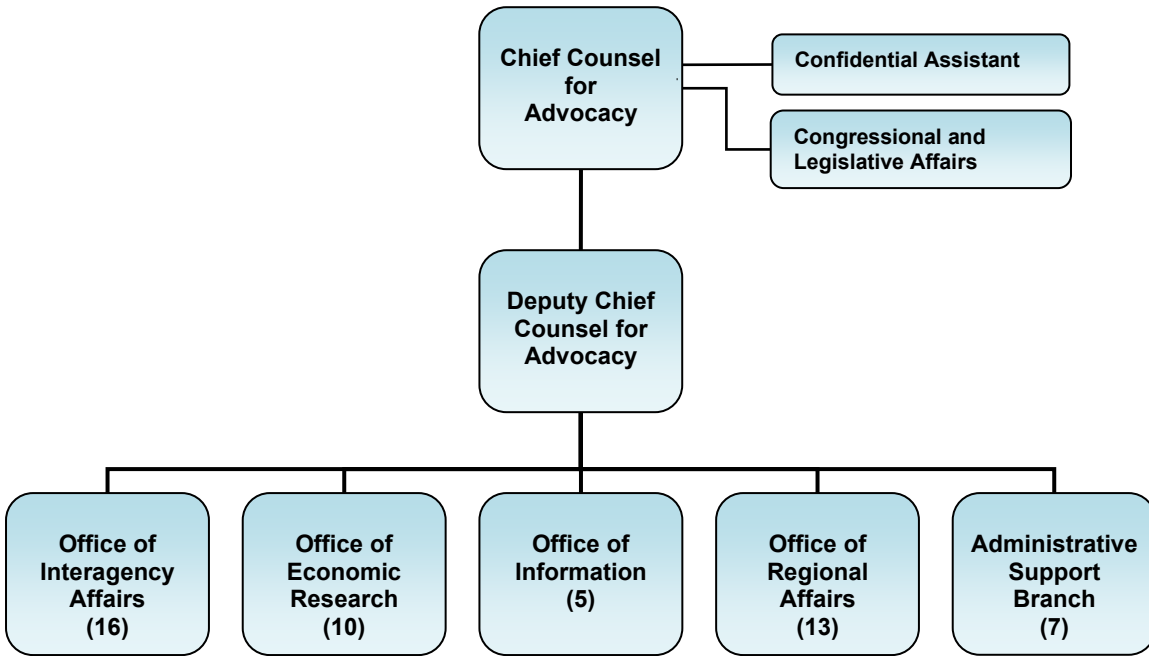 Chief Counsel
for
Advocacy
Confidential Assistant
Congressional and
Legislative Affairs
Deputy Chief
Counsel for
Advocacy
Office of
Interagency
Affairs
(16)
Office of
Economic
Research
(10)
Office of
Information
(5)
Office of
Regional
Affairs
(13)
Administrative
Support
Branch
(7)